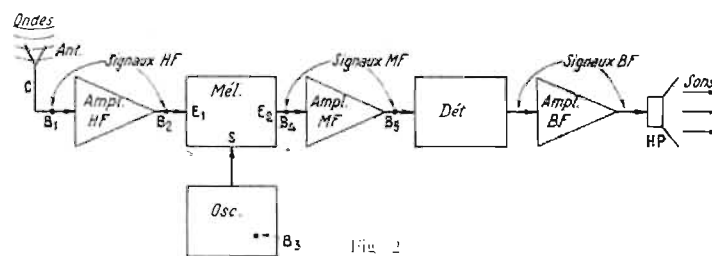 Ondes
Ant.
C
Signaux HF
Signaux MF
Signaux BF
Sons
Ampl.
HF
B1
B2
Mél.
E1
E2
S
B4
Ampl.
MF
B5
Dét
Ampl.
BF
HP
Osc.
B3
Fig. 2